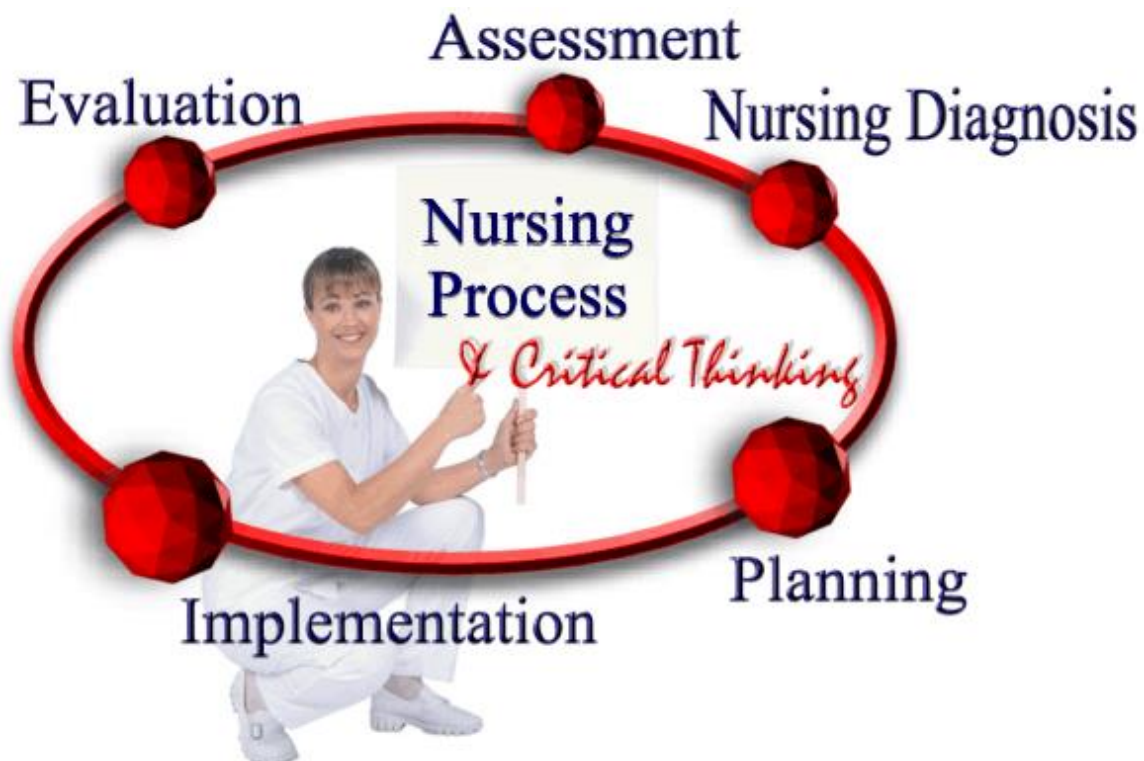 Assessment
Evaluation
Nursing Diagnosis
Nursing
Process
& Critical Thinking
Planning
Implementation